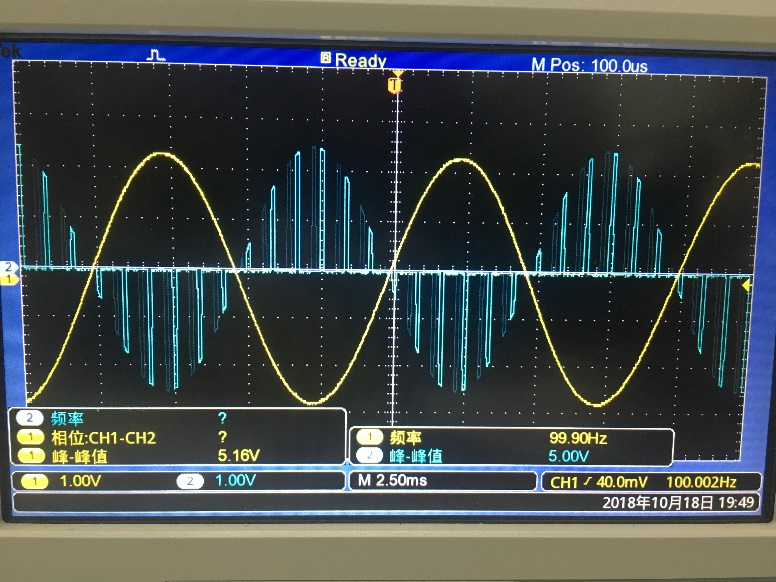 ek Ready M Pos: 100.0us
T
2
1
2 频率 ?
1 相位:CH1-CH2 ?
1 峰-峰值 5.16V
1 频率 99.90Hz
2 峰-峰值 5.00V
1 1.00V 2 1.00V M 2.50ms CH1 40.0mV 100.002Hz
2018年10月18日 19:49